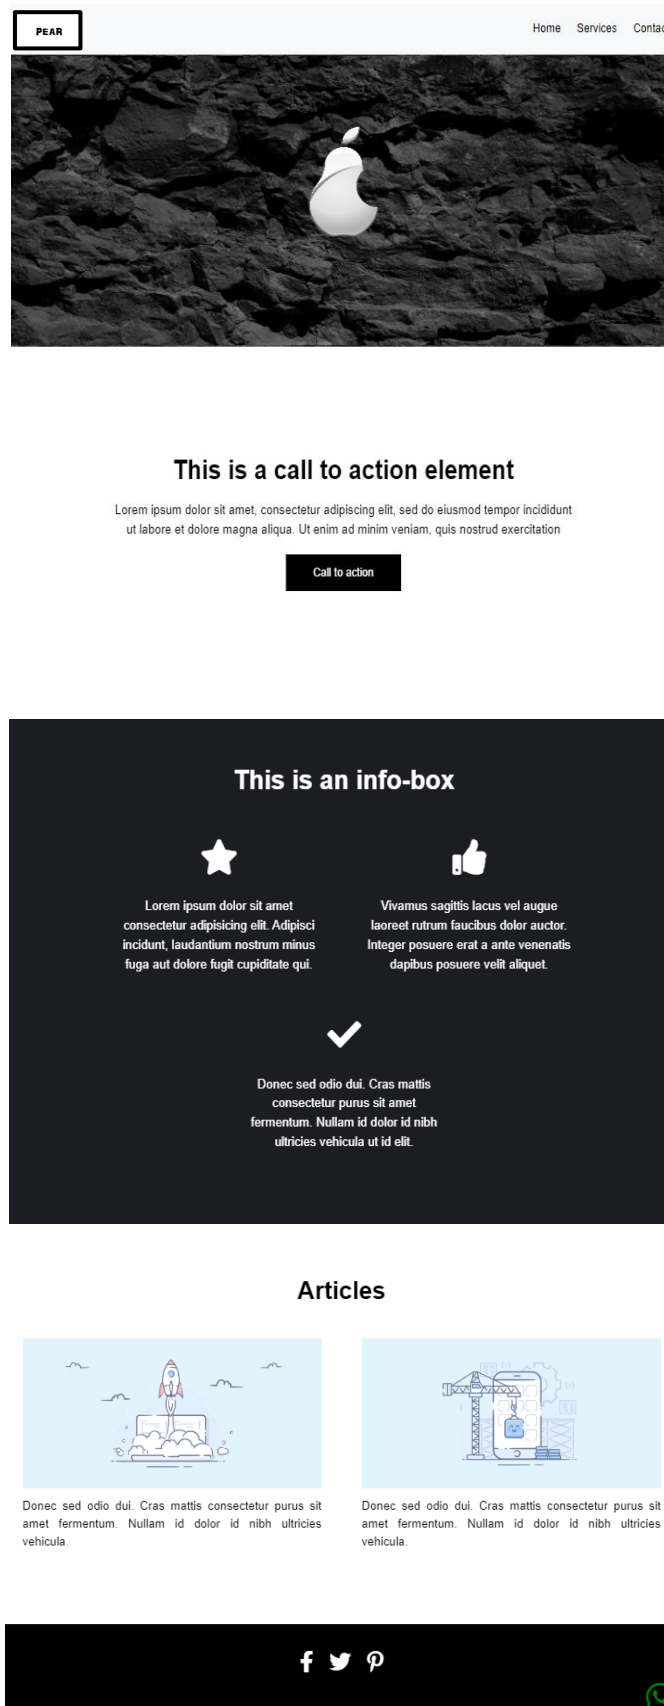 PEAR
Home Services Contac
This is a call to action element
Lorem ipsum dolor sit amet, consectetur adipiscing elit, sed do eiusmod tempor incididunt
ut labore et dolore magna aliqua. Ut enim ad minim veniam, quis nostrud exercitation
Call to action
This is an info-box
Lorem ipsum dolor sit amet
consectetur adipisicing elit. Adipisci
incidunt, laudantium nostrum minus
fuga aut dolore fugit cupiditate qui.
Vivamus sagittis lacus vel augue
laoreet rutrum faucibus dolor auctor.
Integer posuere erat a ante venenatis
dapibus posuere velit aliquet.
Donec sed odio dui. Cras mattis
consectetur purus sit amet
fermentum. Nullam id dolor id nibh
ultricies vehicula ut id elit.
Articles
Donec sed odio dui. Cras mattis consectetur purus sit
amet fermentum. Nullam id dolor id nibh ultricies
vehicula.
Donec sed odio dui. Cras mattis consectetur purus sit
amet fermentum. Nullam id dolor id nibh ultricies
vehicula.